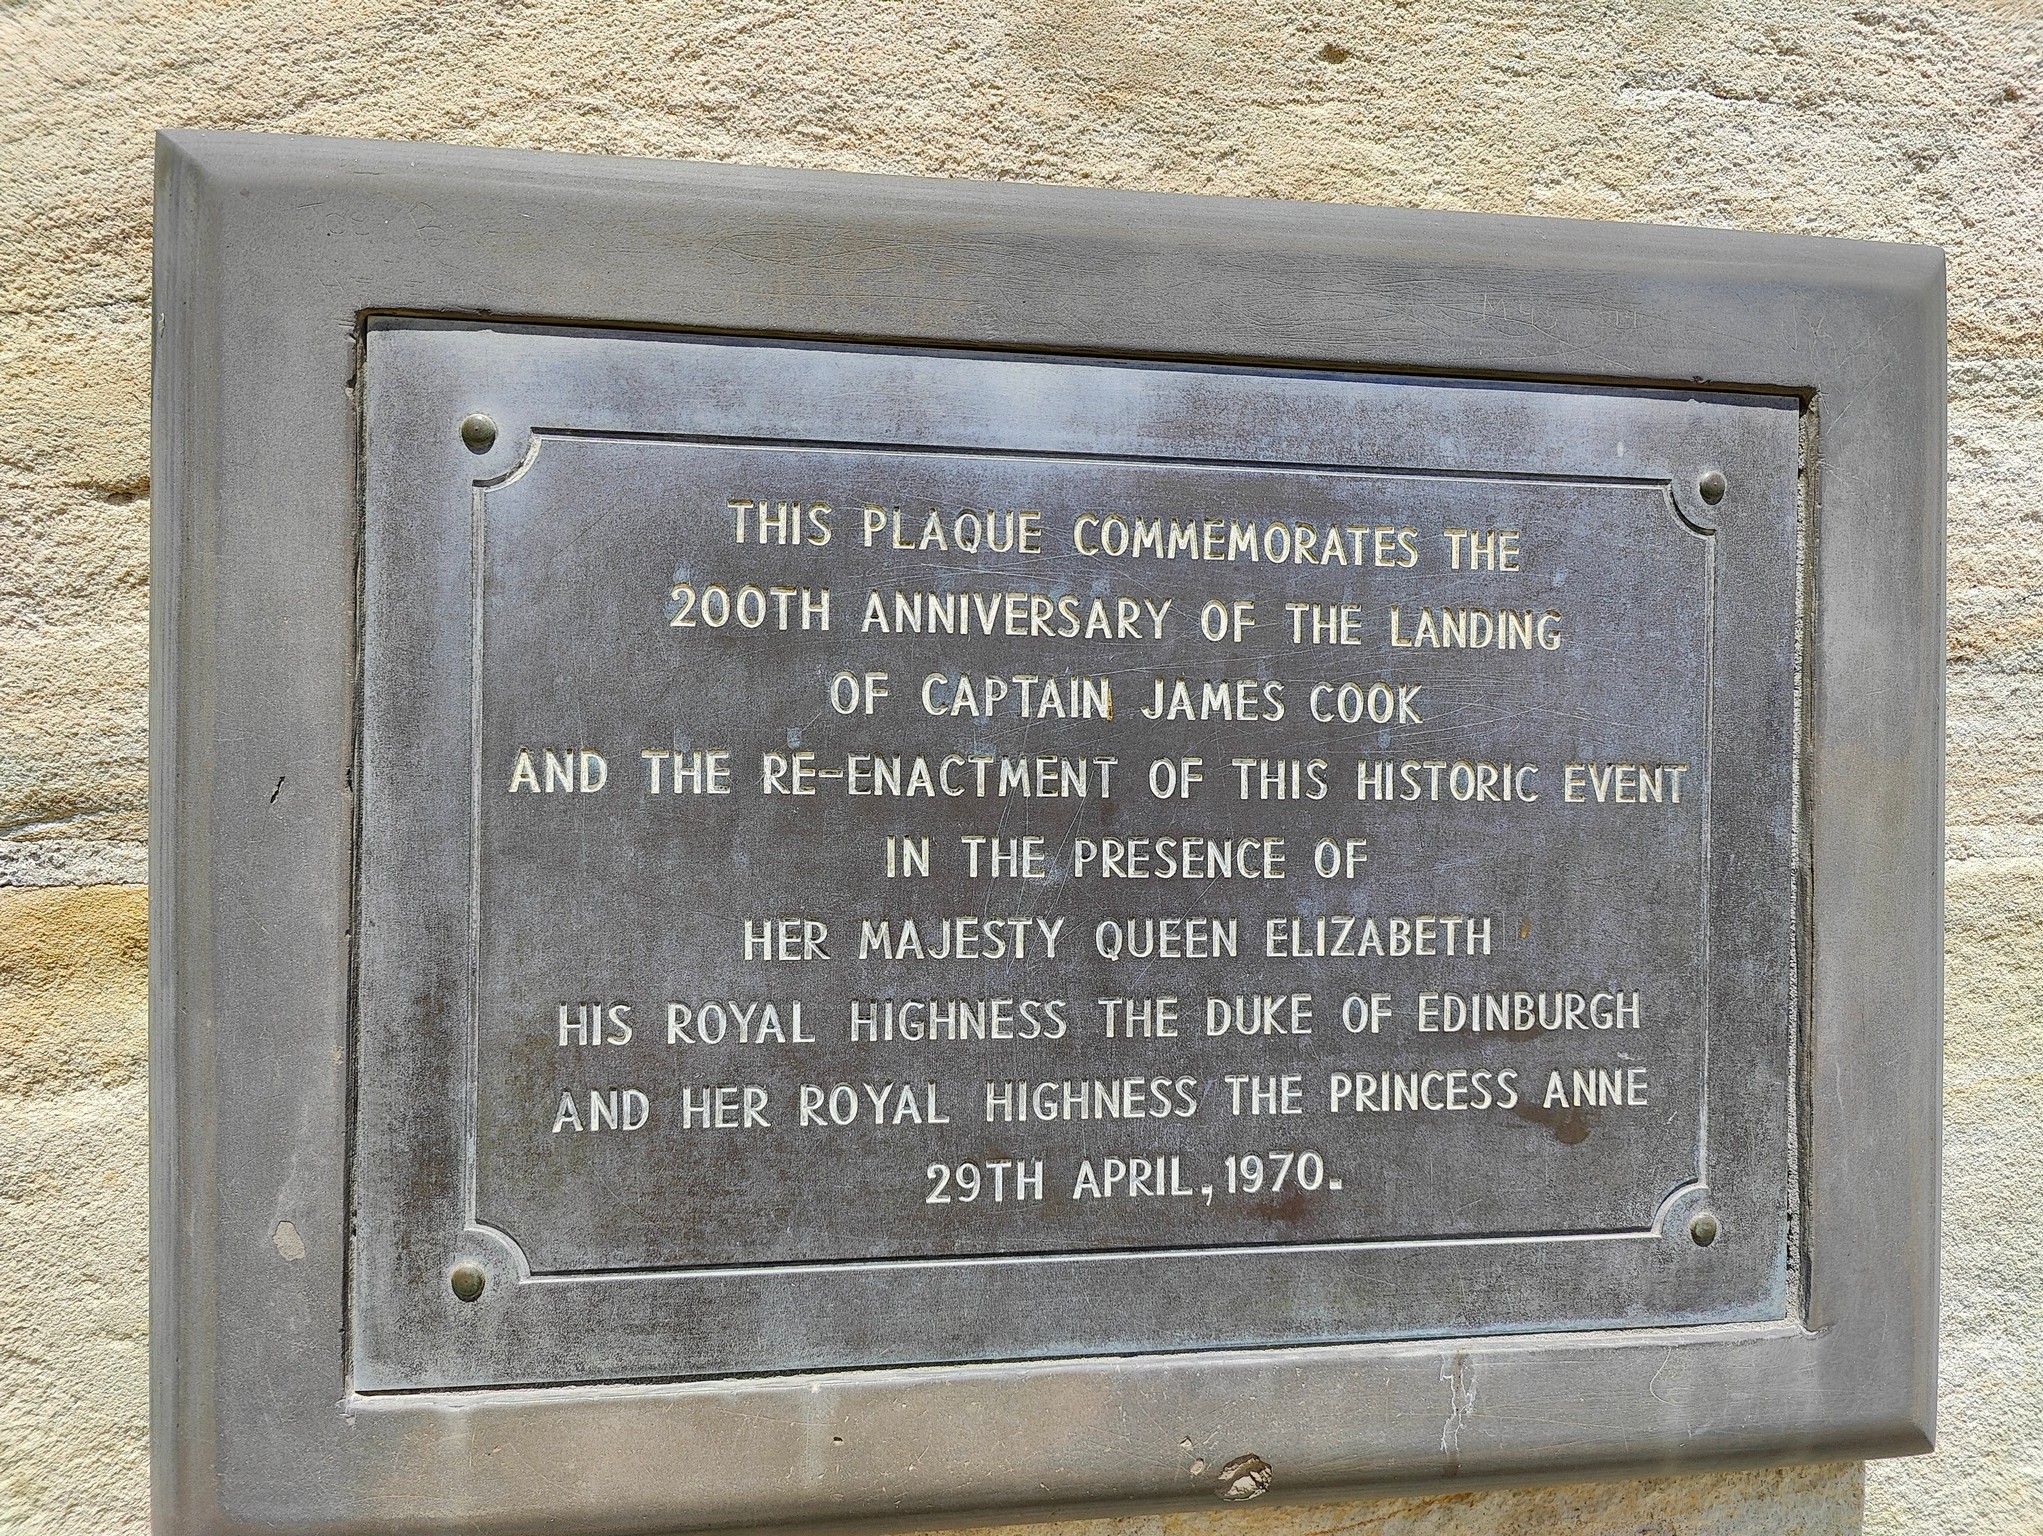 THIS PLAQUE COMMEMORATES THE
200TH ANNIVERSARY OF THE LANDING
OF CAPTAIN JAMES COOK
AND THE RE-ENACTMENT OF THIS HISTORIC EVENT
IN THE PRESENCE OF
HER MAJESTY QUEEN ELIZABETH
HIS ROYAL HIGHNESS THE DUKE OF EDINBURGH
AND HER ROYAL HIGHNESS THE PRINCESS ANNE
29TH APRIL, 1970.